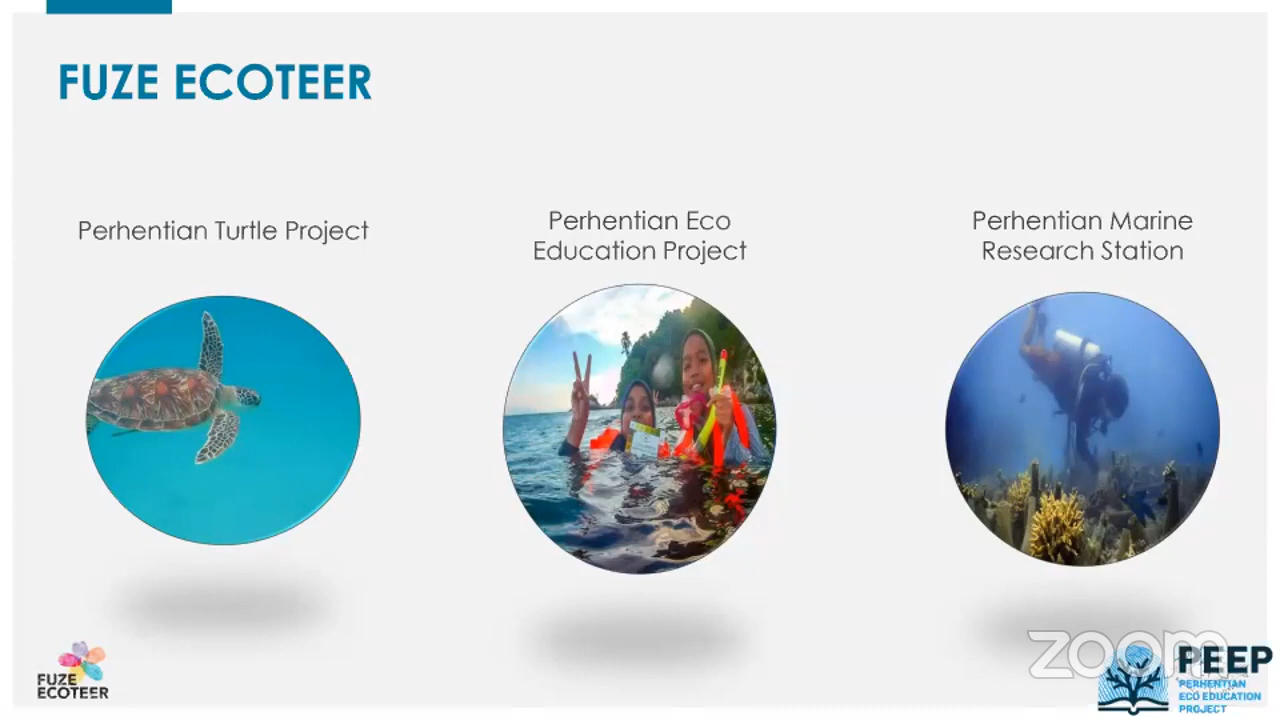 FUZE ECOTEER
Perhentian Turtle Project
Perhentian Eco
Education Project
Perhentian Marine
Research Station
FUZE
ECOTEER
zoom
PEEP
PERHENTIAN
ECO EDUCATION
PROJECT